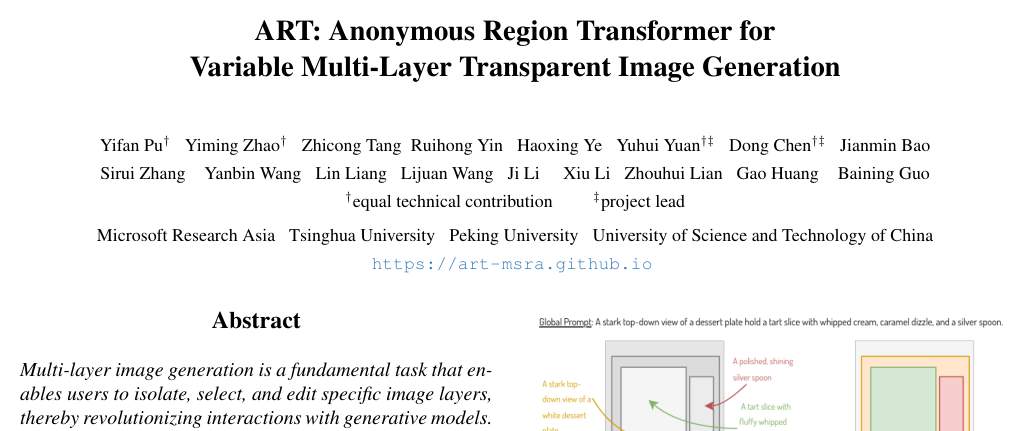 ART: Anonymous Region Transformer for
Variable Multi-Layer Transparent Image Generation
Yifan Pu† Yiming Zhao† Zhicong Tang Ruihong Yin Haoxing Ye Yuhui Yuan†‡ Dong Chen†‡ Jianmin Bao
Sirui Zhang Yanbin Wang Lin Liang Lijuan Wang Ji Li Xiu Li Zhouhui Lian Gao Huang Baining Guo
†equal technical contribution ‡project lead
Microsoft Research Asia Tsinghua University Peking University University of Science and Technology of China
https://art-msra.github.io
Abstract
Multi-layer image generation is a fundamental task that en-
ables users to isolate, select, and edit specific image layers,
thereby revolutionizing interactions with generative models.
Global Prompt: A stark top-down view of a dessert plate hold a tart slice with whipped cream, caramel dizzle, and a silver spoon.
A stark top-
down view of a
white dessert
plate
A polished, shining
silver spoon
A tart slice with
fluffy whipped